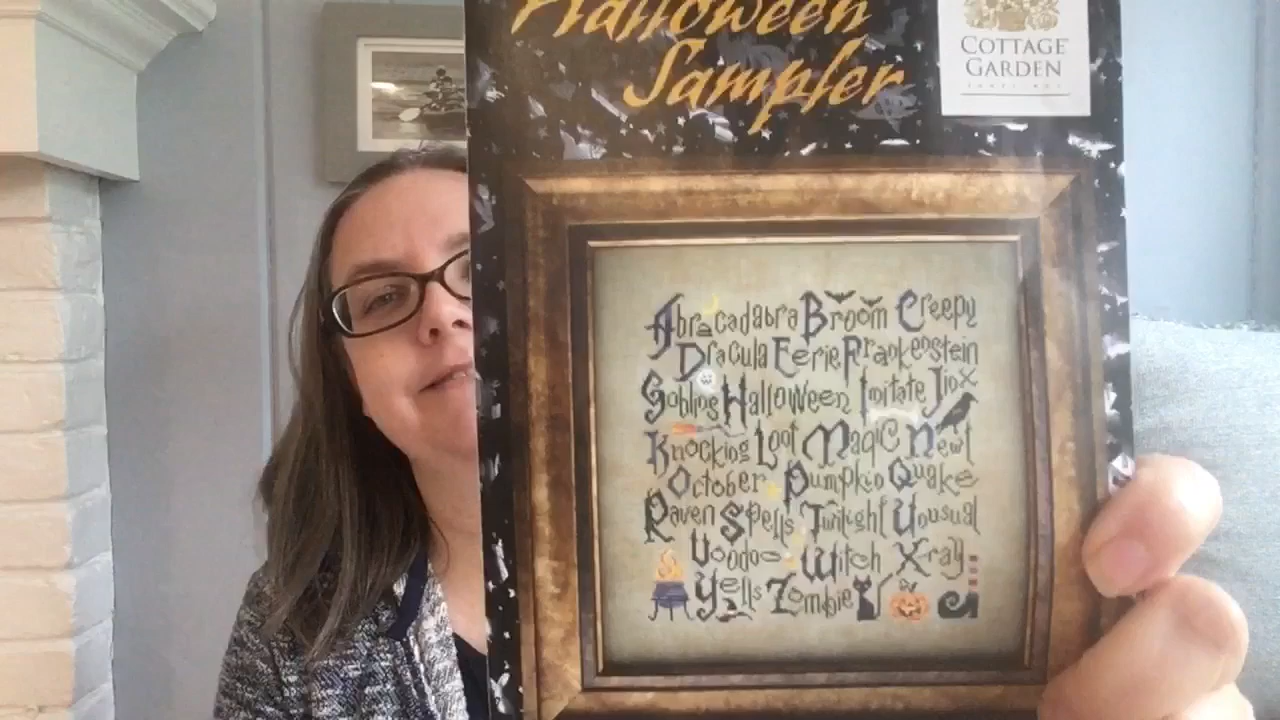 Halloween
Sampler
COTTAGE
GARDEN
Abracadabra Broom Creepy
Dracula Eerie Frankenstein
Goblins Halloween Imitate Jinx
Knocking Loot Magic Newt
October Pumpkin Quake
Raven Spells Twilight Unusual
Voodoo Witch Xray
Yells Zombie